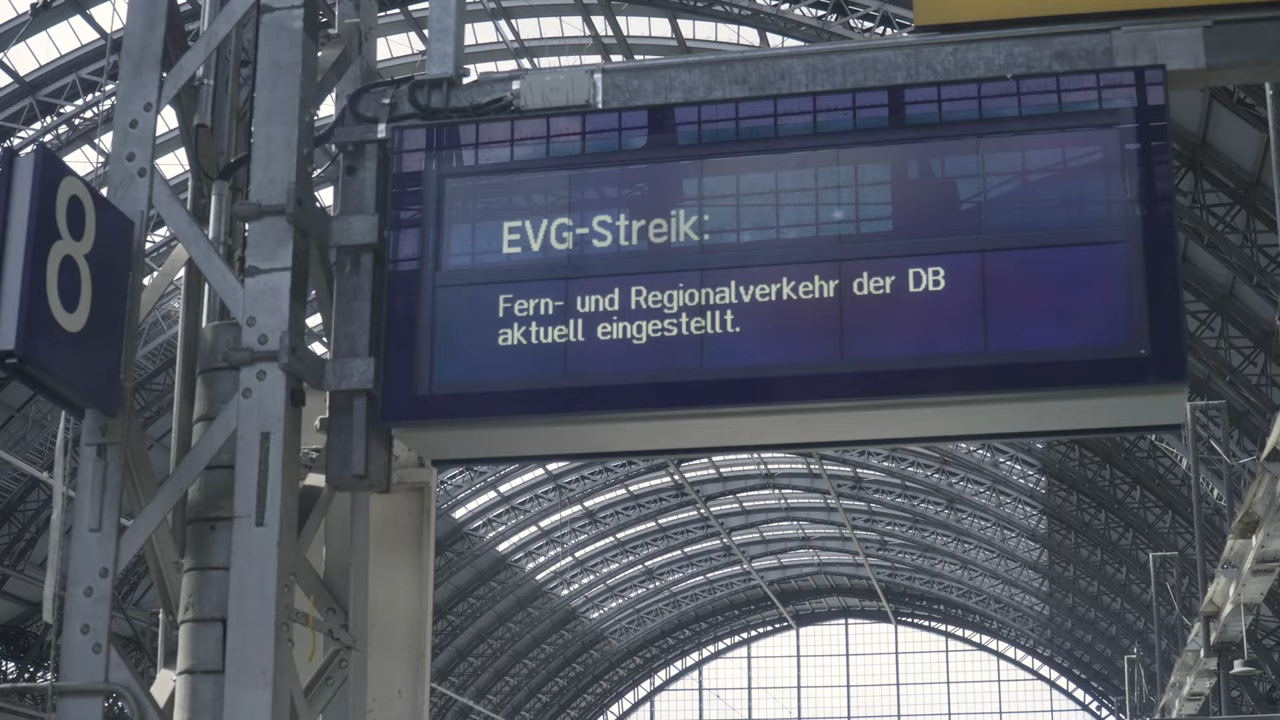 8
EVG-Streik:
Fern- und Regionalverkehr der DB
aktuell eingestellt.